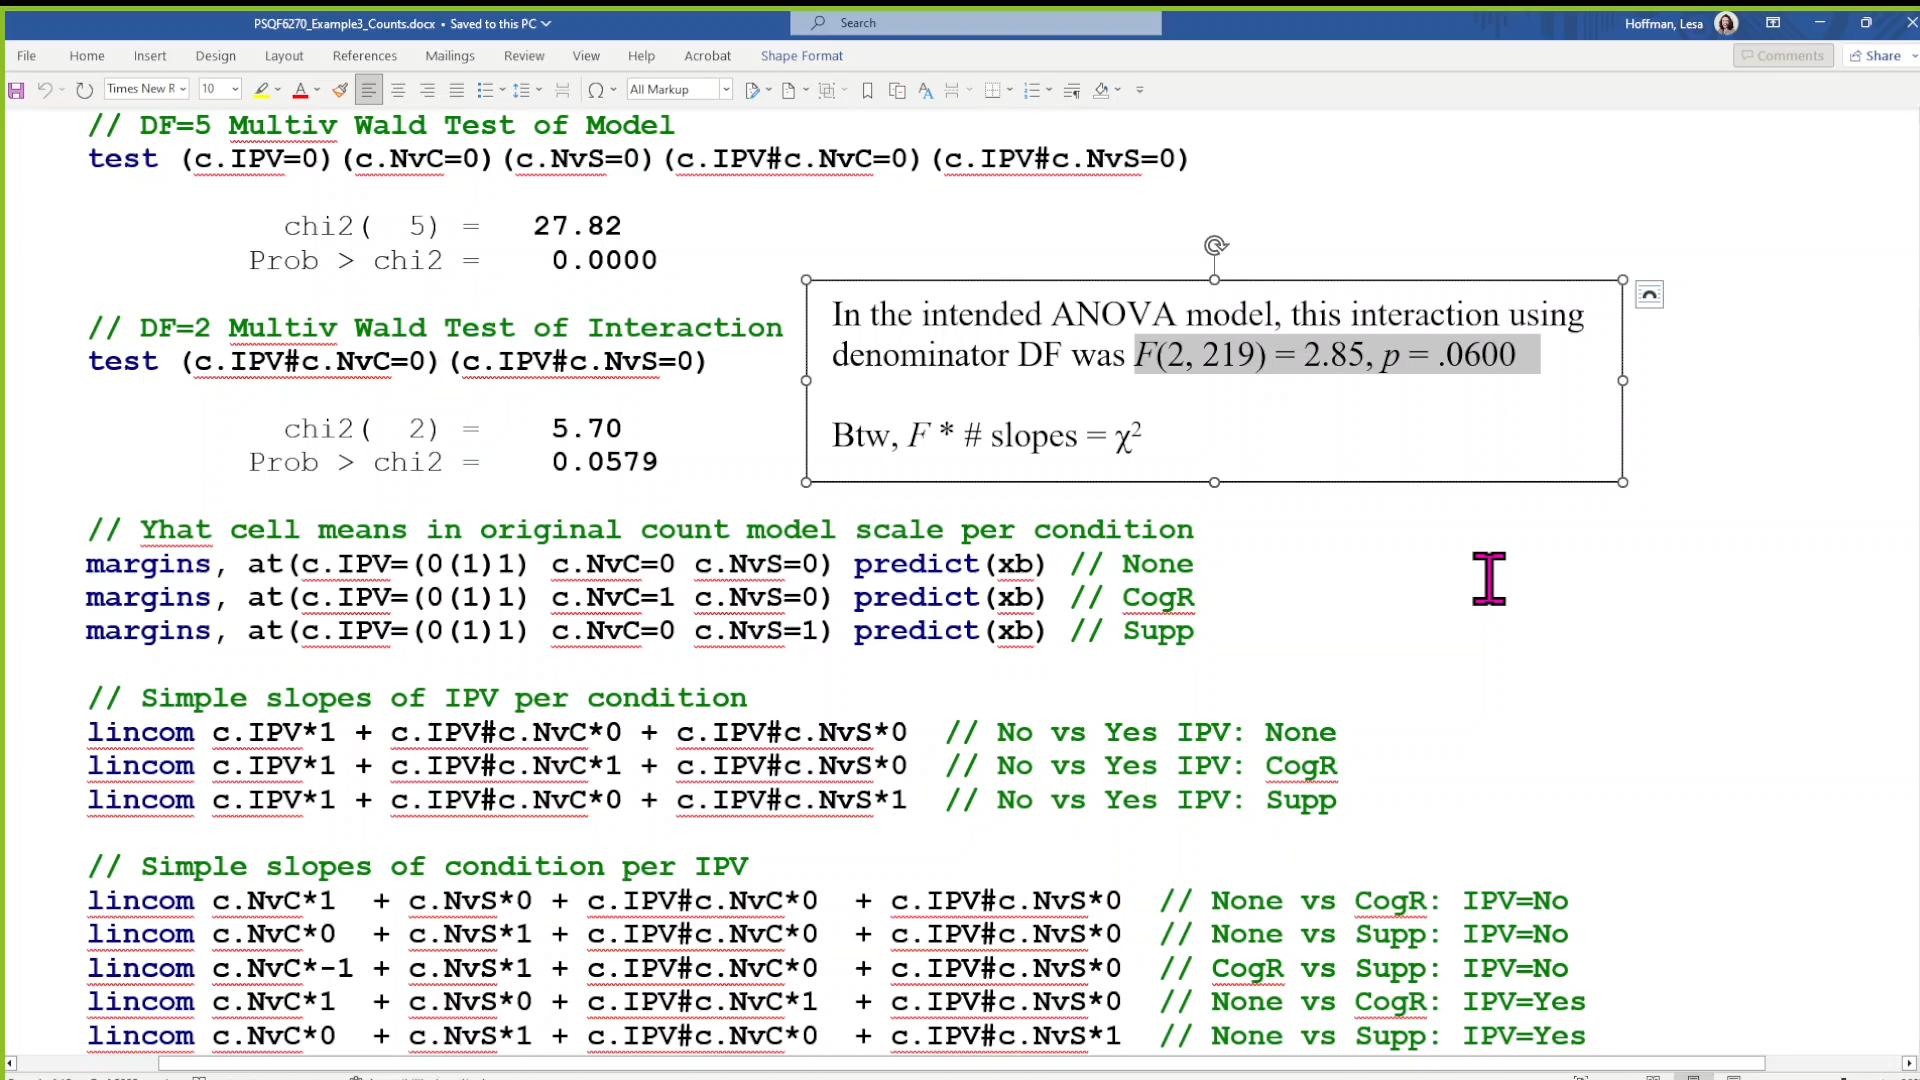 PSQF6270_Example3_Counts.docx • Saved to this PC
Search
Hoffman, Lesa
File Home Insert Design Layout References Mailings Review View Help Acrobat Shape Format
Comments Share
Times New R 10 All Markup
// DF=5 Multiv Wald Test of Model
test (c.IPV=0)(c.NvC=0)(c.NvS=0)(c.IPV#c.NvC=0)(c.IPV#c.NvS=0)
chi2( 5) = 27.82
Prob > chi2 = 0.0000
// DF=2 Multiv Wald Test of Interaction
test (c.IPV#c.NvC=0)(c.IPV#c.NvS=0)
chi2( 2) = 5.70
Prob > chi2 = 0.0579
In the intended ANOVA model, this interaction using
denominator DF was F(2, 219) = 2.85, p = .0600
Btw, F * # slopes = χ²
// Yhat cell means in original count model scale per condition
margins, at(c.IPV=(0(1)1) c.NvC=0 c.NvS=0) predict(xb) // None
margins, at(c.IPV=(0(1)1) c.NvC=1 c.NvS=0) predict(xb) // CogR
margins, at(c.IPV=(0(1)1) c.NvC=0 c.NvS=1) predict(xb) // Supp
// Simple slopes of IPV per condition
lincom c.IPV*1 + c.IPV#c.NvC*0 + c.IPV#c.NvS*0 // No vs Yes IPV: None
lincom c.IPV*1 + c.IPV#c.NvC*1 + c.IPV#c.NvS*0 // No vs Yes IPV: CogR
lincom c.IPV*1 + c.IPV#c.NvC*0 + c.IPV#c.NvS*1 // No vs Yes IPV: Supp
// Simple slopes of condition per IPV
lincom c.NvC*1 + c.NvS*0 + c.IPV#c.NvC*0 + c.IPV#c.NvS*0 // None vs CogR: IPV=No
lincom c.NvC*0 + c.NvS*1 + c.IPV#c.NvC*0 + c.IPV#c.NvS*0 // None vs Supp: IPV=No
lincom c.NvC*-1 + c.NvS*1 + c.IPV#c.NvC*0 + c.IPV#c.NvS*0 // CogR vs Supp: IPV=No
lincom c.NvC*1 + c.NvS*0 + c.IPV#c.NvC*1 + c.IPV#c.NvS*0 // None vs CogR: IPV=Yes
lincom c.NvC*0 + c.NvS*1 + c.IPV#c.NvC*0 + c.IPV#c.NvS*1 // None vs Supp: IPV=Yes